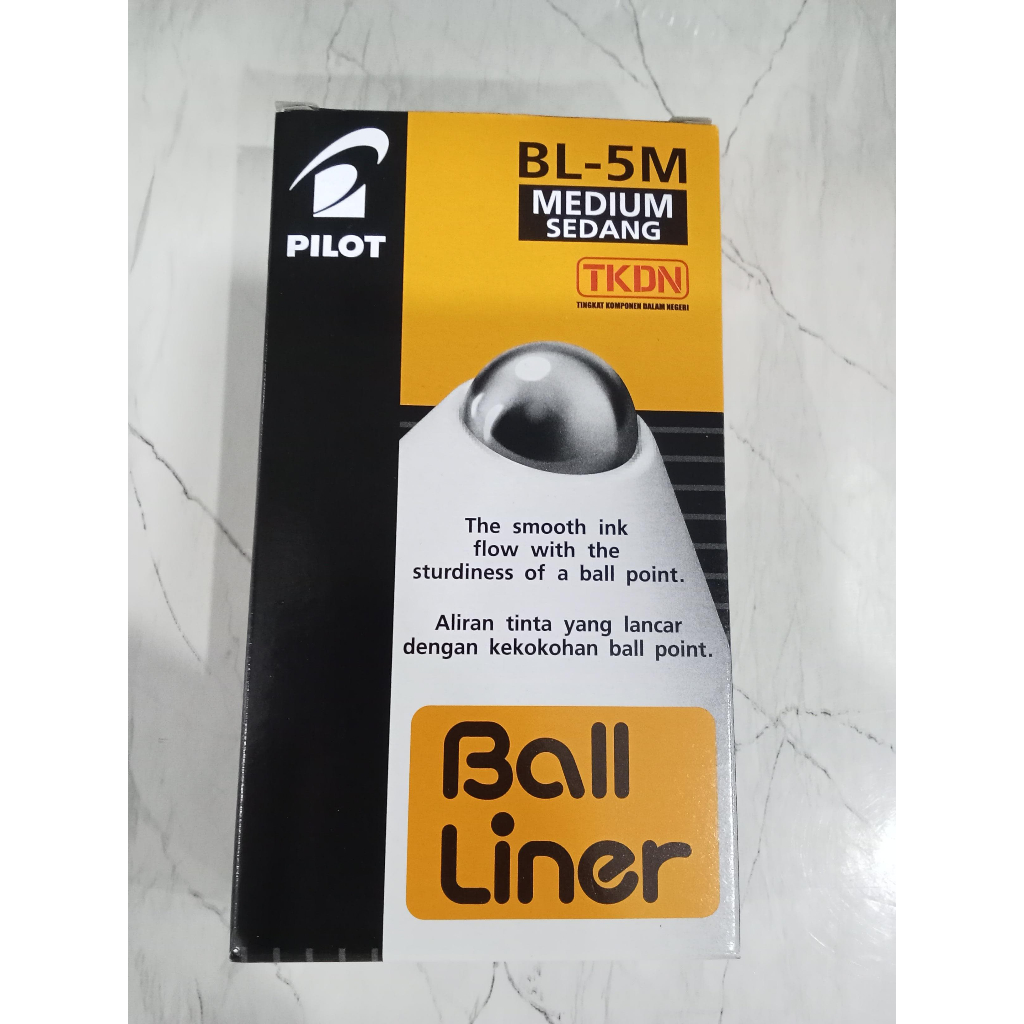 PILOT
BL-5M
MEDIUM
SEDANG
TKDN
TINGKAT KOMPONEN DALAM NEGERI
The smooth ink
flow with the
sturdiness of a ball point.
Aliran tinta yang lancar
dengan kekokohan ball point.
Ball
Liner